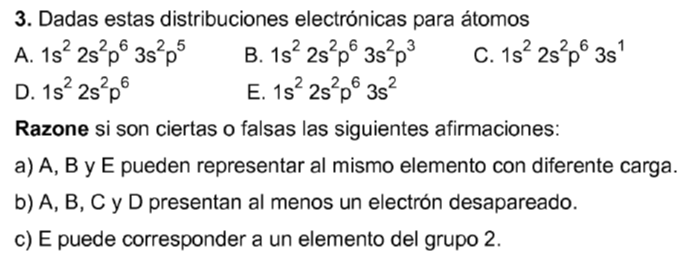 3. Dadas estas distribuciones electrónicas para átomos
A. 1s² 2s²p⁶ 3s²p⁵ B. 1s² 2s²p⁶ 3s²p³ C. 1s² 2s²p⁶ 3s¹
D. 1s² 2s²p⁶ E. 1s² 2s²p⁶ 3s²
Razone si son ciertas o falsas las siguientes afirmaciones:
a) A, B y E pueden representar al mismo elemento con diferente carga.
b) A, B, C y D presentan al menos un electrón desapareado.
c) E puede corresponder a un elemento del grupo 2.